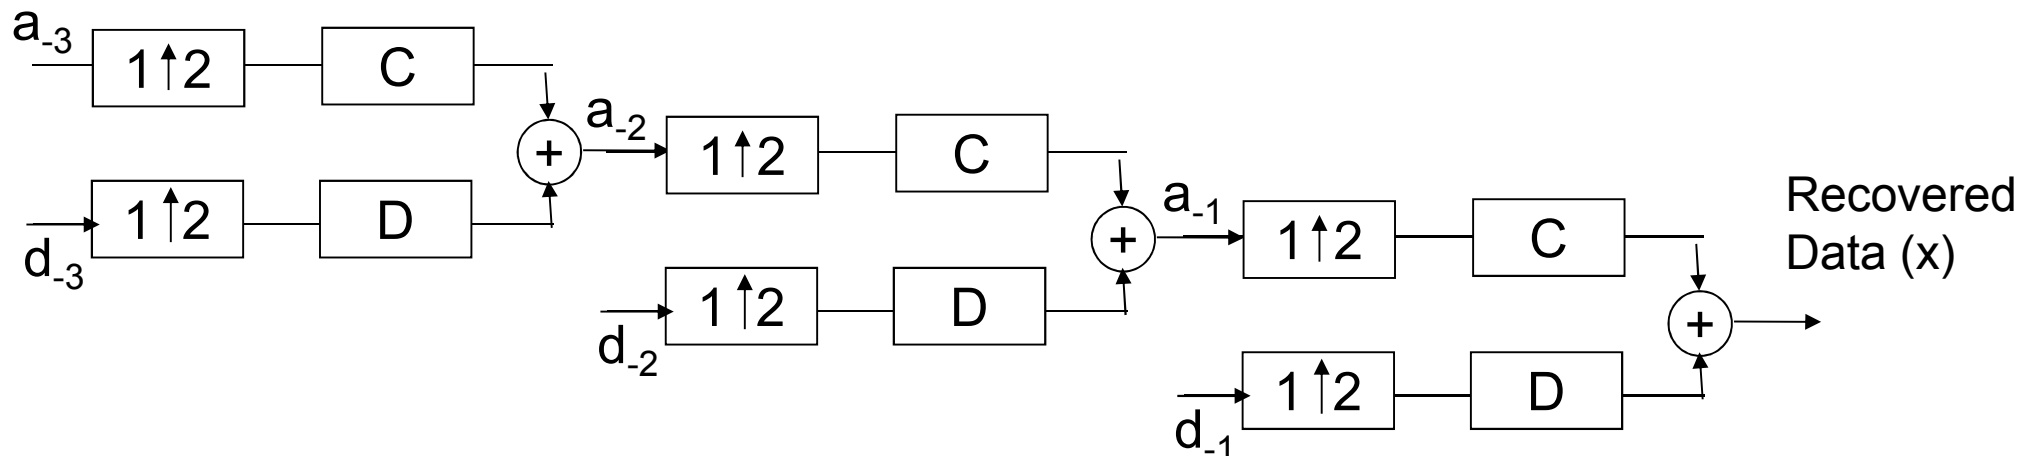 a-3
1↑2
C
+
d-3
1↑2
D
a-2
1↑2
C
+
d-2
1↑2
D
a-1
1↑2
C
+
d-1
1↑2
D
Recovered
Data (x)